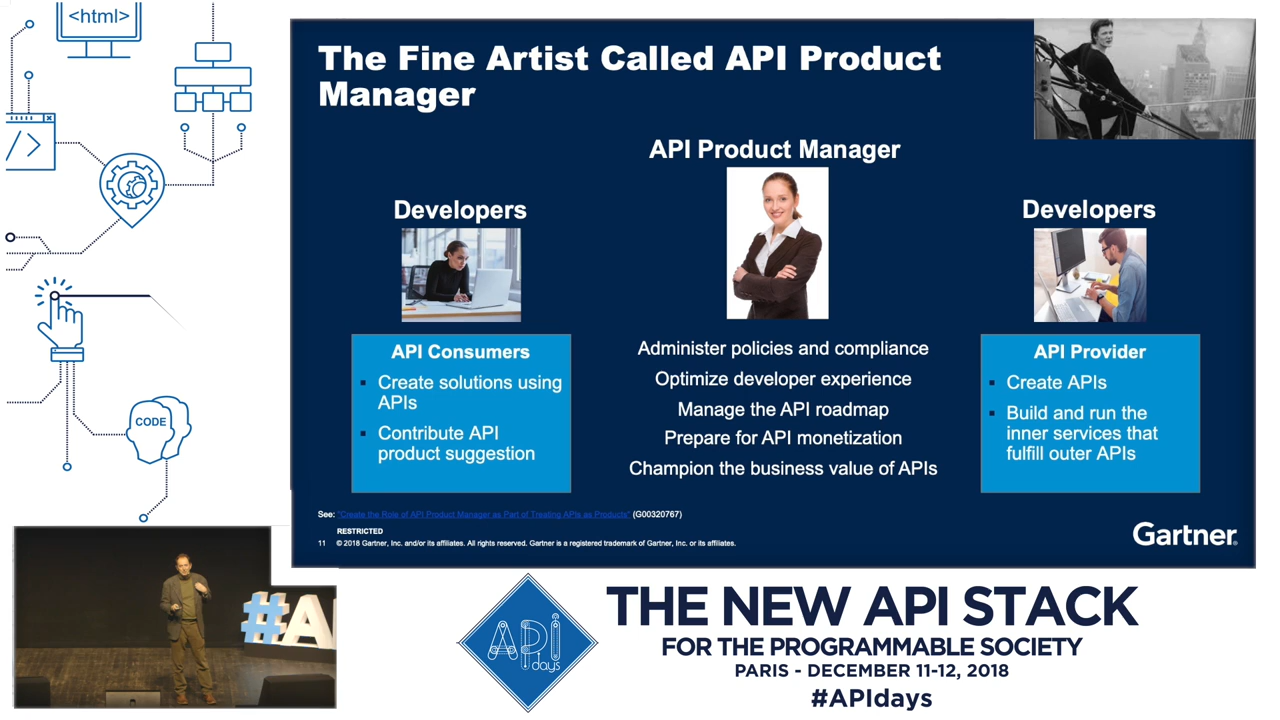 <html>
The Fine Artist Called API Product
Manager
API Product Manager
Developers
Developers
</>
API Consumers
▪ Create solutions using
APIs
▪ Contribute API
product suggestion
Administer policies and compliance
Optimize developer experience
Manage the API roadmap
Prepare for API monetization
Champion the business value of APIs
API Provider
▪ Create APIs
▪ Build and run the
inner services that
fulfill outer APIs
CODE
See: "Create the Role of API Product Manager as Part of Treating APIs as Products" (G00320767)
RESTRICTED
11 © 2018 Gartner, Inc. and/or its affiliates. All rights reserved. Gartner is a registered trademark of Gartner, Inc. or its affiliates.
Gartner®
#A
API
days
THE NEW API STACK
FOR THE PROGRAMMABLE SOCIETY
PARIS - DECEMBER 11-12, 2018
#APIdays